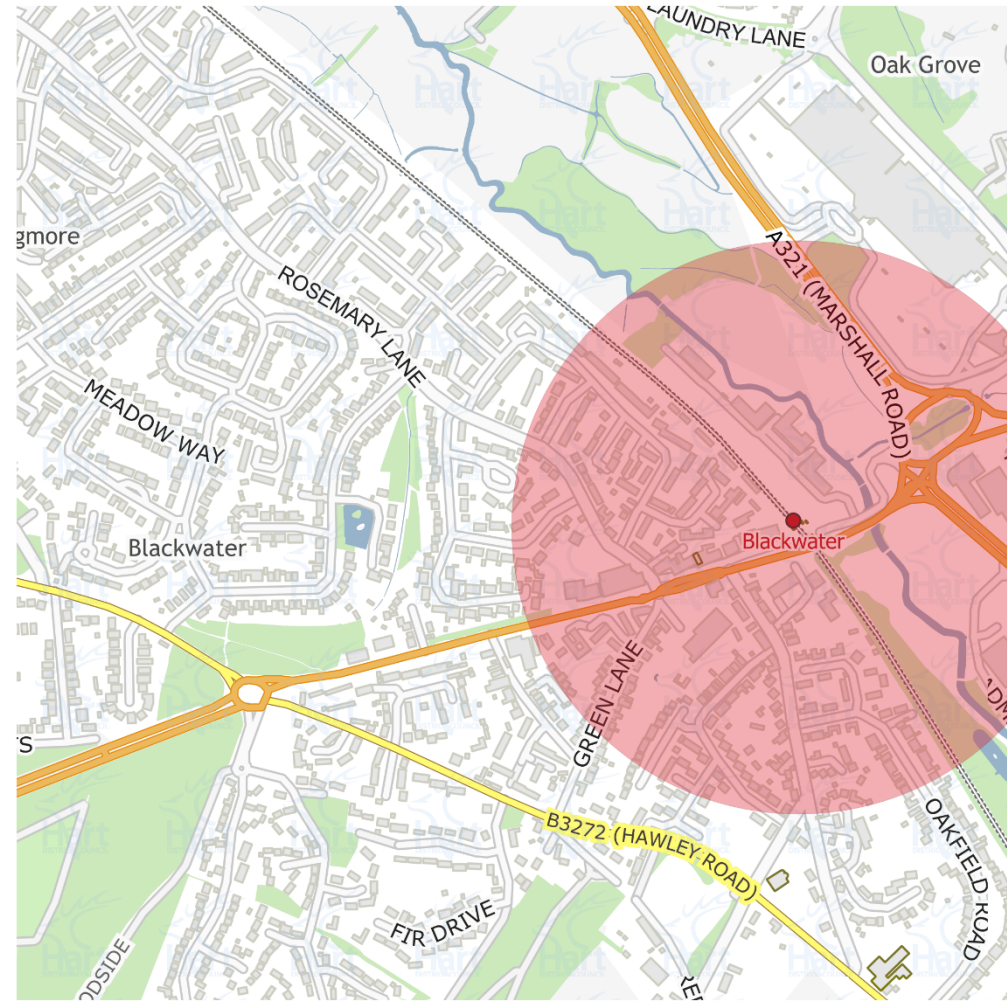 LAUNDRY LANE
Oak Grove
gmore
A321 (MARSHALL ROAD)
ROSEMARY LANE
MEADOW WAY
Blackwater
Blackwater
GREEN LANE
B3272 (HAWLEY ROAD)
OAKFIELD ROAD
FIR DRIVE
ODSIDE
Hart